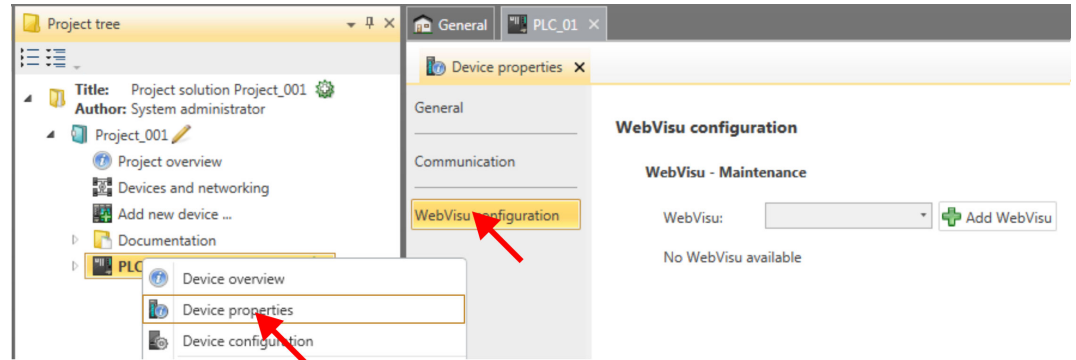 Project tree
Title: Project solution Project_001
Author: System administrator
Project_001
Project overview
Devices and networking
Add new device ...
Documentation
PLC
Device overview
Device properties
Device configuration
General PLC_01
Device properties
General
Communication
WebVisu configuration
WebVisu configuration
WebVisu - Maintenance
WebVisu: Add WebVisu
No WebVisu available